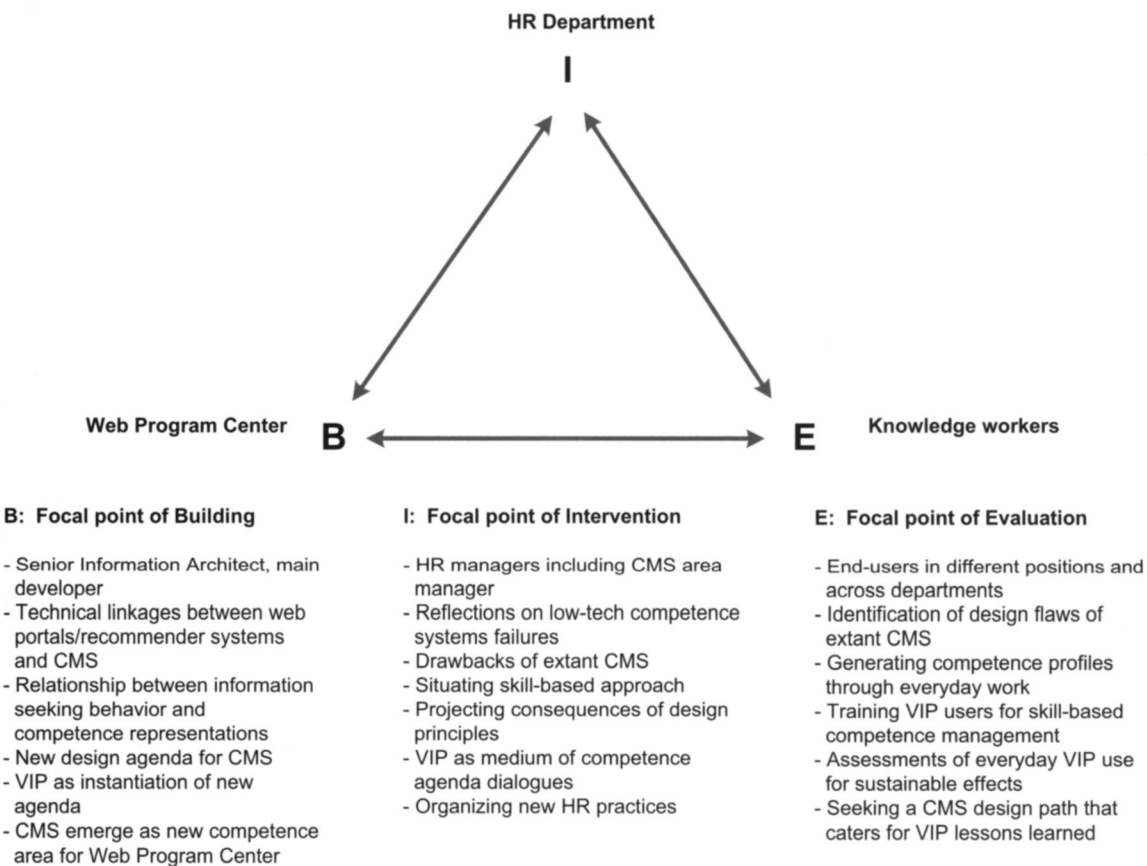 HR Department
I
Web Program Center
B
E
Knowledge workers
B: Focal point of Building
- Senior Information Architect, main
developer
- Technical linkages between web
portals/recommender systems
and CMS
- Relationship between information
seeking behavior and
competence representations
- New design agenda for CMS
- VIP as instantiation of new
agenda
- CMS emerge as new competence
area for Web Program Center
I: Focal point of Intervention
- HR managers including CMS area
manager
- Reflections on low-tech competence
systems failures
- Drawbacks of extant CMS
- Situating skill-based approach
- Projecting consequences of design
principles
- VIP as medium of competence
agenda dialogues
- Organizing new HR practices
E: Focal point of Evaluation
- End-users in different positions and
across departments
- Identification of design flaws of
extant CMS
- Generating competence profiles
through everyday work
- Training VIP users for skill-based
competence management
- Assessments of everyday VIP use
for sustainable effects
- Seeking a CMS design path that
caters for VIP lessons learned